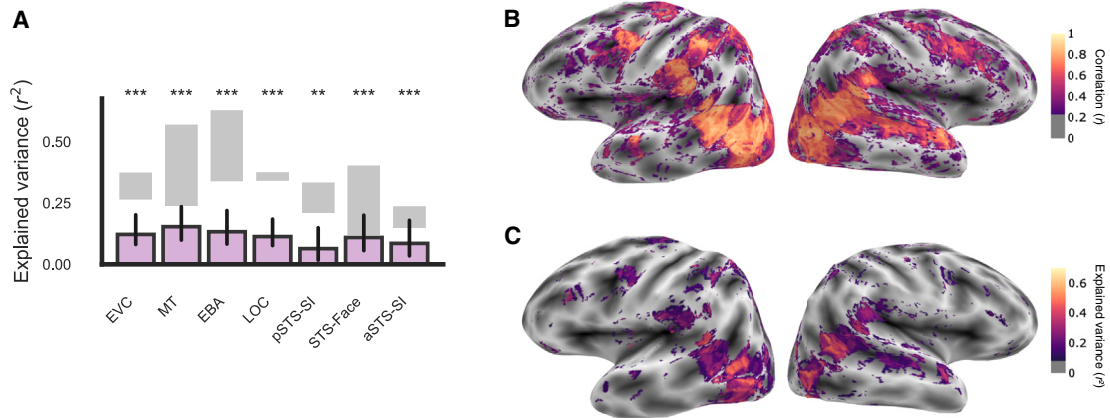 A
Explained variance (r²)
0.50
0.25
0.00
*** *** *** *** ** *** ***
EVC
MT
EBA
LOC
pSTS-SI
STS-Face
aSTS-SI
B
1
0.8
0.6
0.4
0.2
0
Correlation (r)
C
0.6
0.4
0.2
0
Explained variance (r²)